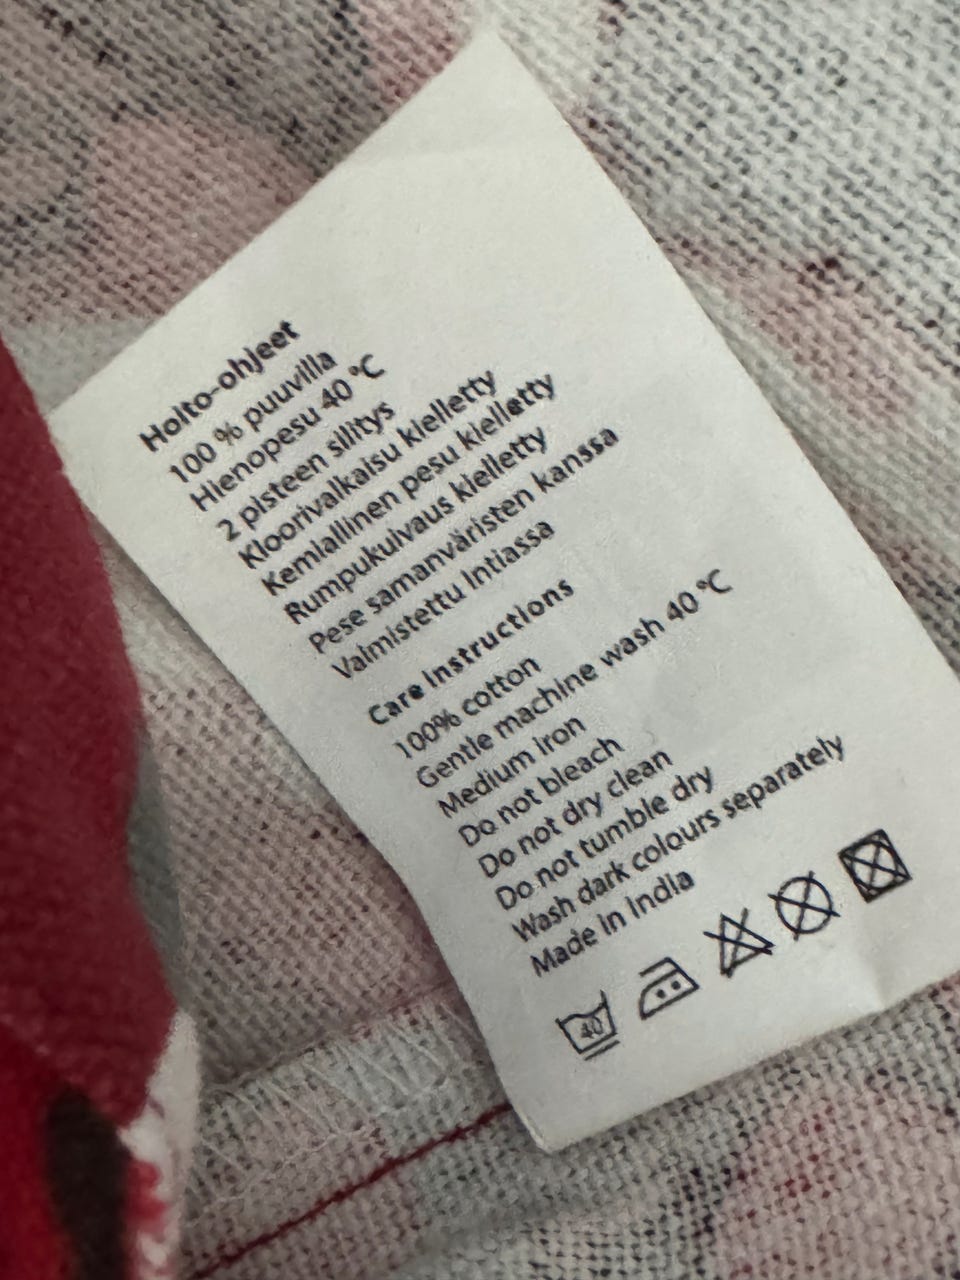 Hoito-ohjeet
100 % puuvilla
Hienopesu 40 °C
2 pisteen silitys
Kloorivalkaisu kielletty
Kemiallinen pesu kielletty
Rumpukuivaus kielletty
Pese samanväristen kanssa
Valmistettu Intiassa
Care Instructions
100% cotton
Gentle machine wash 40 °C
Medium iron
Do not bleach
Do not dry clean
Do not tumble dry
Wash dark colours separately
Made in India
40